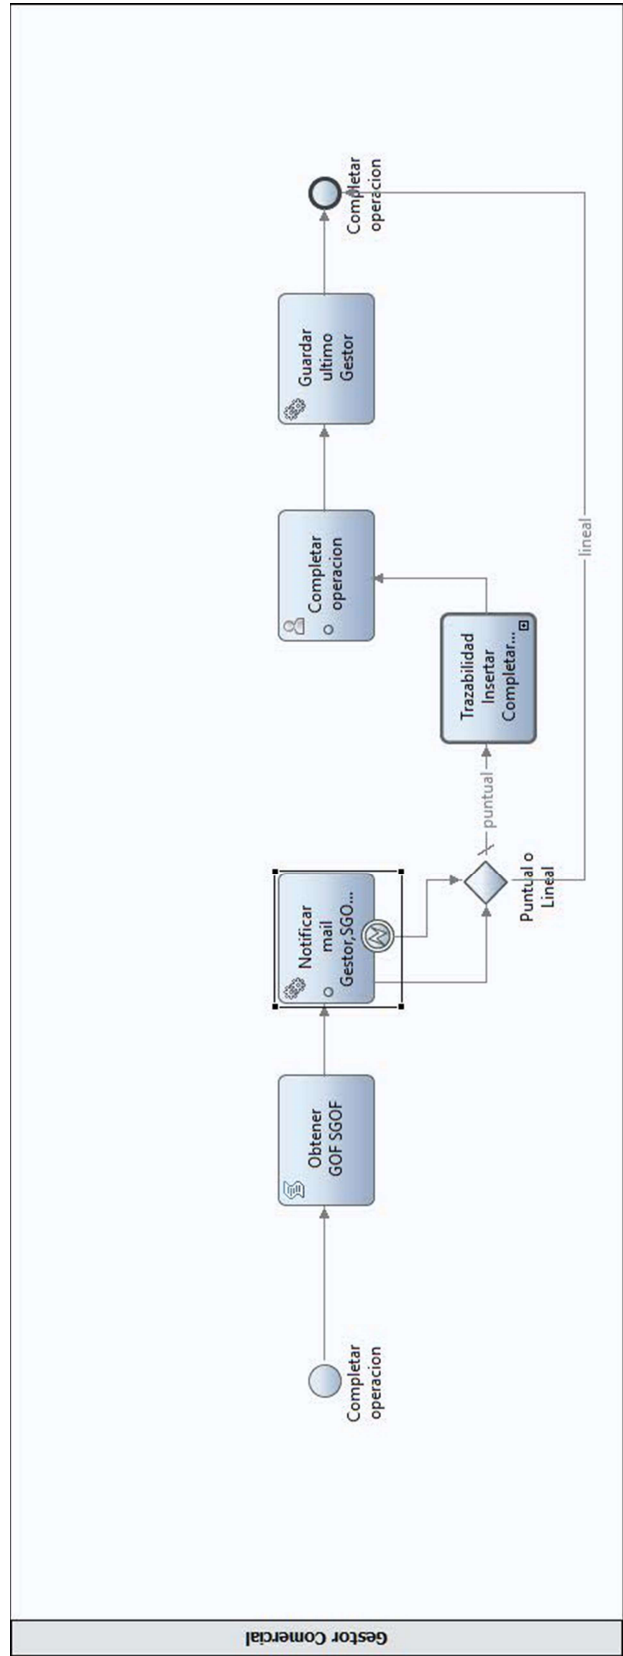 Gestor Comercial
Completar
operacion
Obtener
GOF SGOF
Notificar
mail
Gestor,SGO...
Puntual o
Lineal
puntual
lineal
Trazabilidad
Insertar
Completar...
Completar
operacion
Guardar
ultimo
Gestor
Completar
operacion